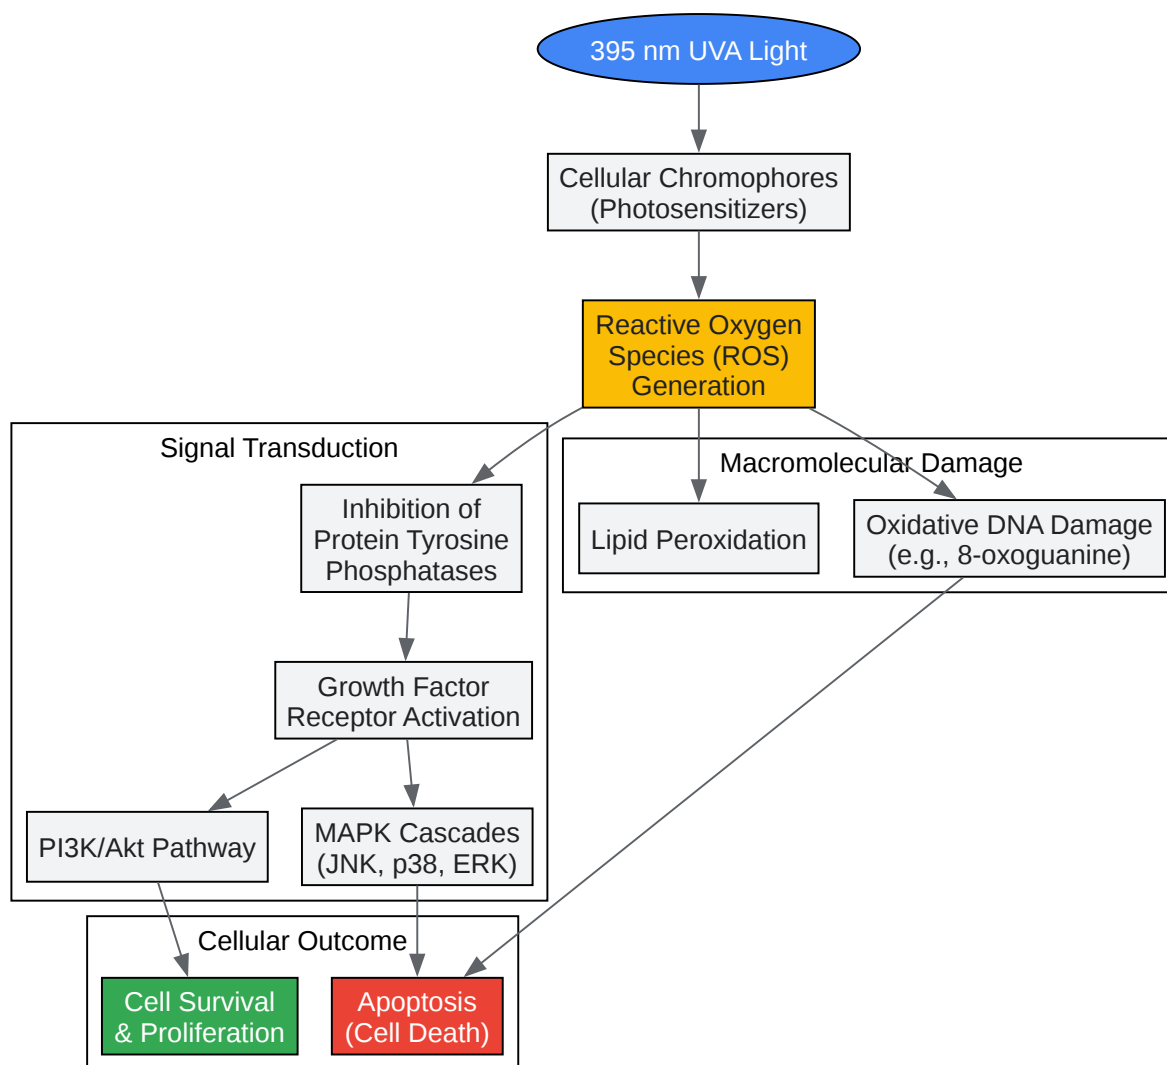 395 nm UVA Light
Cellular Chromophores
(Photosensitizers)
Reactive Oxygen
Species (ROS)
Generation
Signal Transduction
Inhibition of
Protein Tyrosine
Phosphatases
Growth Factor
Receptor Activation
PI3K/Akt Pathway
MAPK Cascades
(JNK, p38, ERK)
Macromolecular Damage
Lipid Peroxidation
Oxidative DNA Damage
(e.g., 8-oxoguanine)
Cellular Outcome
Cell Survival
& Proliferation
Apoptosis
(Cell Death)